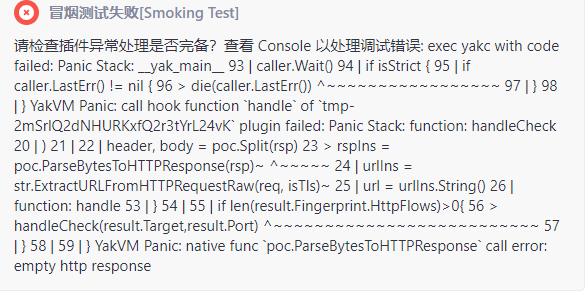 冒烟测试失败[Smoking Test]
请检查插件异常处理是否完备？查看 Console 以处理调试错误: exec yakc with code
failed: Panic Stack: __yak_main__ 93 | caller.Wait() 94 | if isStrict { 95 | if
caller.LastErr() != nil { 96 > die(caller.LastErr()) ^~~~~~~~~~~~~~~~~~ 97 | } 98
| } YakVM Panic: call hook function `handle` of `tmp-
2mSrlQ2dNHURKxfQ2r3tYrL24vK` plugin failed: Panic Stack: function: handleCheck
20 | ) 21 | 22 | header, body = poc.Split(rsp) 23 > rspIns =
poc.ParseBytesToHTTPResponse(rsp)~ ^~~~~~ 24 | urlIns =
str.ExtractURLFromHTTPRequestRaw(req, isTls)~ 25 | url = urlIns.String() 26 |
function: handle 53 | } 54 | 55 | if len(result.Fingerprint.HttpFlows)>0{ 56 >
handleCheck(result.Target,result.Port) ^~~~~~~~~~~~~~~~~~~~~~~~~~~ 57
| } 58 | 59 | } YakVM Panic: native func `poc.ParseBytesToHTTPResponse` call error:
empty http response